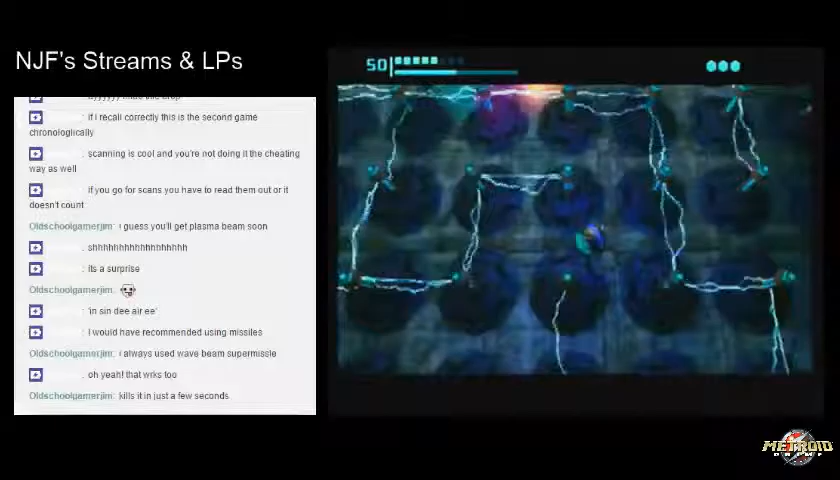 NJF's Streams & LPs
50
: if i recall correctly this is the second game
chronologically
: scanning is cool and you're not doing it the cheating
way as well
: if you go for scans you have to read them out or it
doesn't count
Oldschoolgamerjim: i guess you'll get plasma beam soon
: shhhhhhhhhhhhhhhhhh
: its a surprise
Oldschoolgamerjim:
: 'in sin dee air ee'
: I would have recommended using missiles
Oldschoolgamerjim: i always used wave beam supermissle
: oh yeah! that wrks too
Oldschoolgamerjim: kills it in just a few seconds
METROID